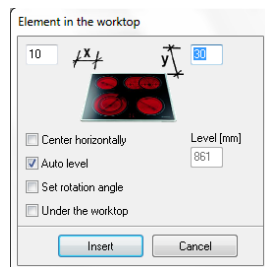 Element in the worktop
10 x y 30
Center horizontally Level [mm]
Auto level 861
Set rotation angle
Under the worktop
Insert Cancel